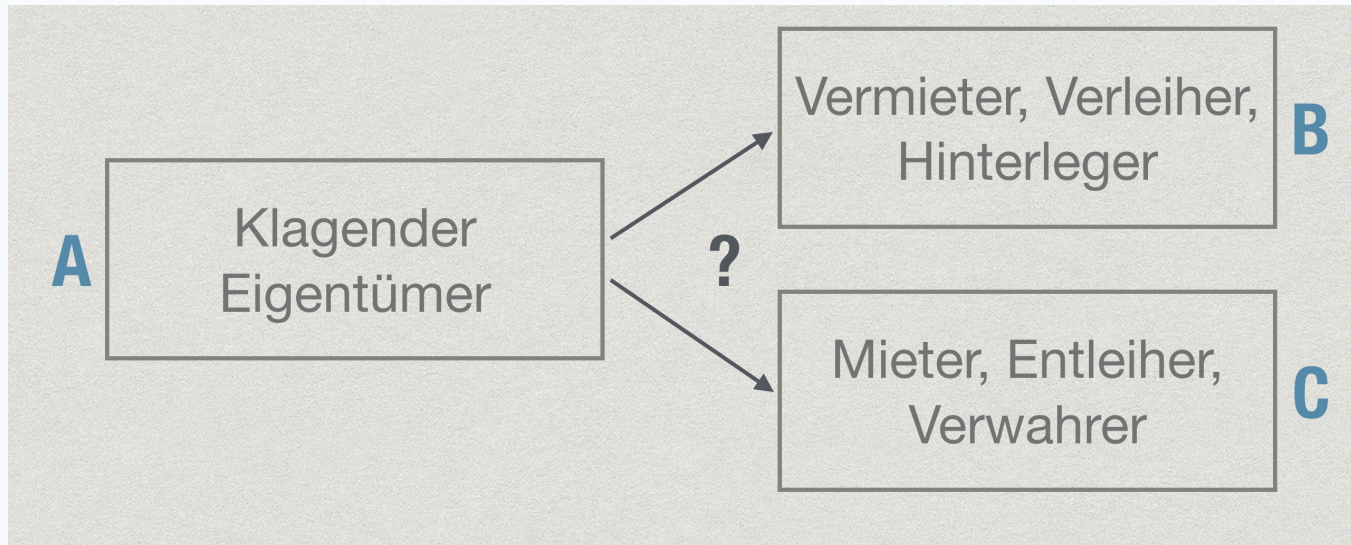 A
Klagender
Eigentümer
?
Vermieter, Verleiher,
Hinterleger
B
Mieter, Entleiher,
Verwahrer
C